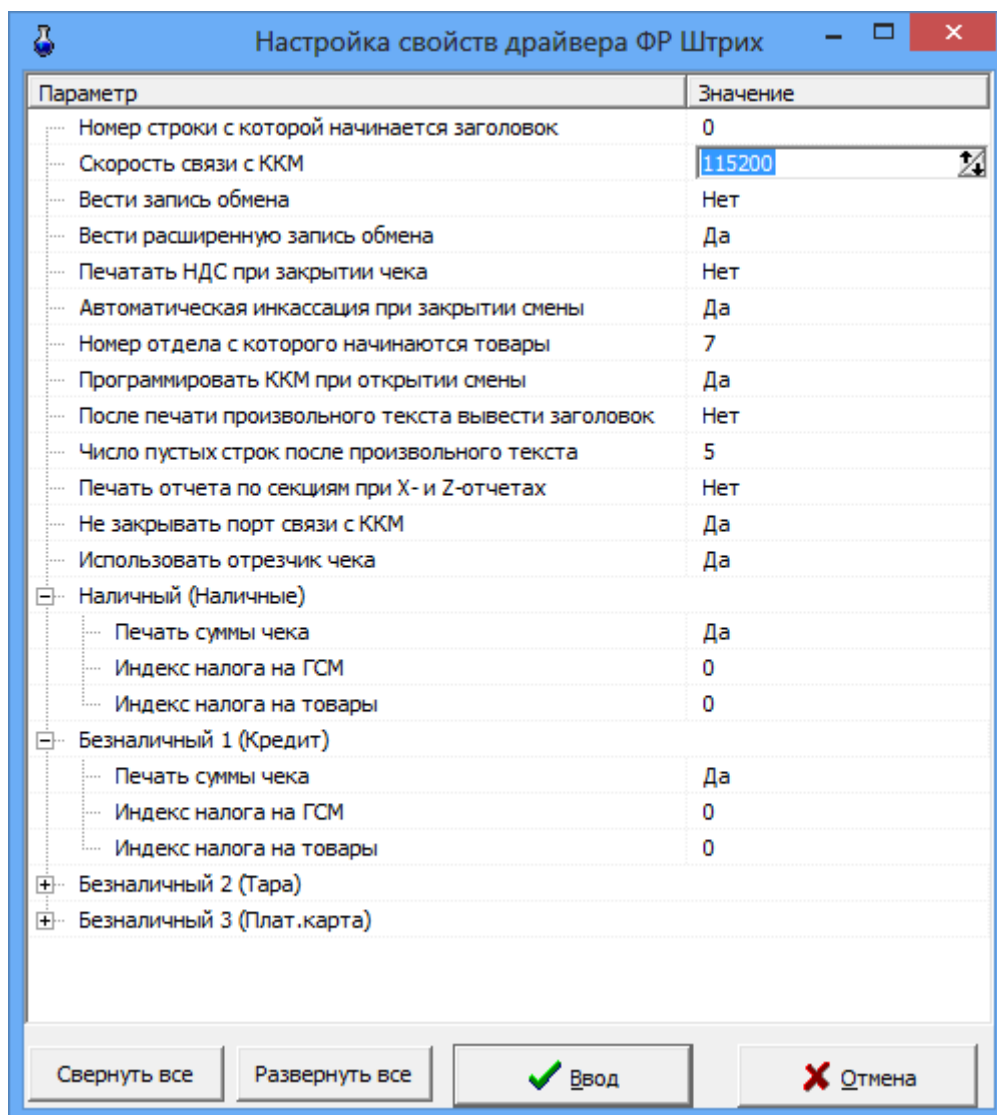 Настройка свойств драйвера ФР Штрих
Параметр Значение
Номер строки с которой начинается заголовок 0
Скорость связи с ККМ 115200
Вести запись обмена Нет
Вести расширенную запись обмена Да
Печатать НДС при закрытии чека Нет
Автоматическая инкассация при закрытии смены Да
Номер отдела с которого начинаются товары 7
Программировать ККМ при открытии смены Да
После печати произвольного текста вывести заголовок Нет
Число пустых строк после произвольного текста 5
Печать отчета по секциям при X- и Z-отчетах Нет
Не закрывать порт связи с ККМ Да
Использовать отрезчик чека Да
Наличный (Наличные)
Печать суммы чека Да
Индекс налога на ГСМ 0
Индекс налога на товары 0
Безналичный 1 (Кредит)
Печать суммы чека Да
Индекс налога на ГСМ 0
Индекс налога на товары 0
Безналичный 2 (Тара)
Безналичный 3 (Плат.карта)
Свернуть все Развернуть все Ввод Отмена